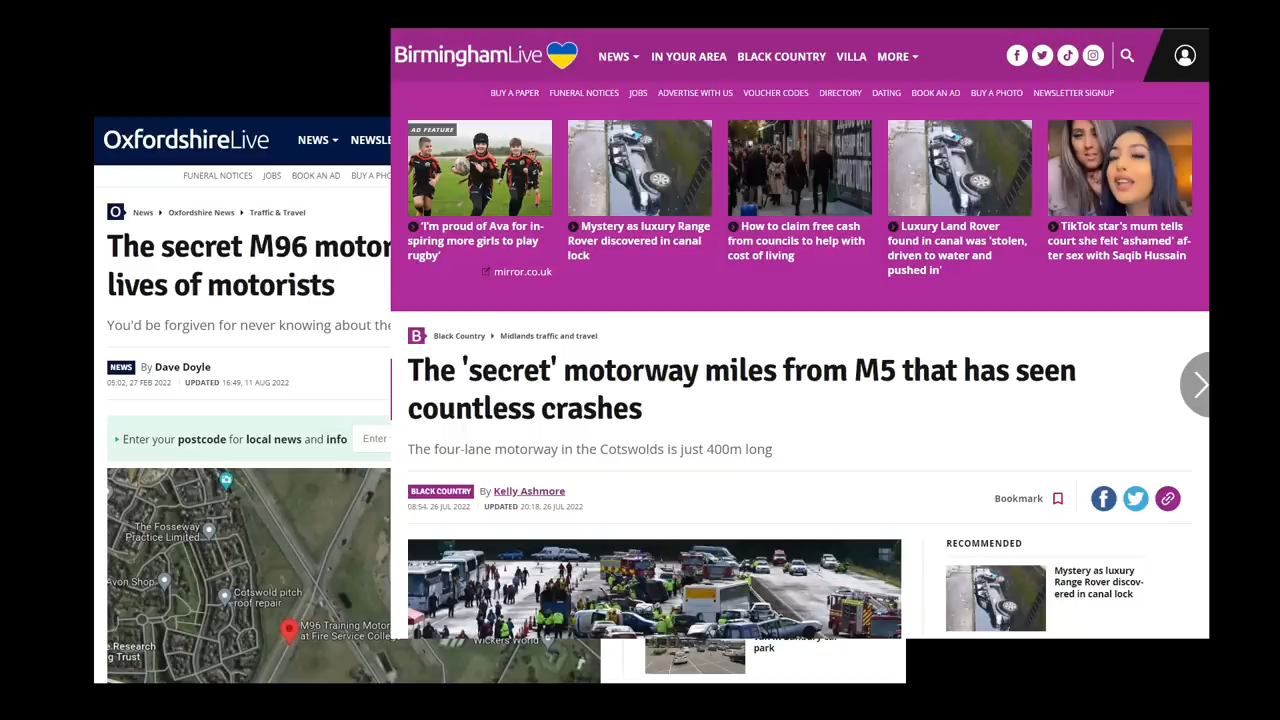 BirminghamLive
NEWS
IN YOUR AREA
BLACK COUNTRY
VILLA
MORE
BUY A PAPER
FUNERAL NOTICES
JOBS
ADVERTISE WITH US
VOUCHER CODES
DIRECTORY
DATING
BOOK AN AD
BUY A PHOTO
NEWSLETTER SIGNUP
AD FEATURE
'I'm proud of Ava for in-
spiring more girls to play
rugby'
mirror.co.uk
Mystery as luxury Range
Rover discovered in canal
lock
How to claim free cash
from councils to help with
cost of living
Luxury Land Rover
found in canal was 'stolen,
driven to water and
pushed in'
TikTok star's mum tells
court she felt 'ashamed' af-
ter sex with Saqib Hussain
B
Black Country
Midlands traffic and travel
The 'secret' motorway miles from M5 that has seen
countless crashes
The four-lane motorway in the Cotswolds is just 400m long
BLACK COUNTRY By Kelly Ashmore
08:54, 26 JUL 2022 UPDATED 20:18, 26 JUL 2022
Bookmark
RECOMMENDED
Mystery as luxury
Range Rover discov-
ered in canal lock
OxfordshireLive
NEWS
NEWSLE
FUNERAL NOTICES
JOBS
BOOK AN AD
BUY A PHO
O
News
Oxfordshire News
Traffic & Travel
The secret M96 motor
lives of motorists
You'd be forgiven for never knowing about the
NEWS By Dave Doyle
05:02, 27 FEB 2022 UPDATED 16:49, 11 AUG 2022
Enter your postcode for local news and info
Enter
The Fosseway
Practice Limited
Avon Shop
Cotswold pitch
roof repair
M96 Training Motor
at Fire Service Colle
e Research
g Trust
Wickers World
park